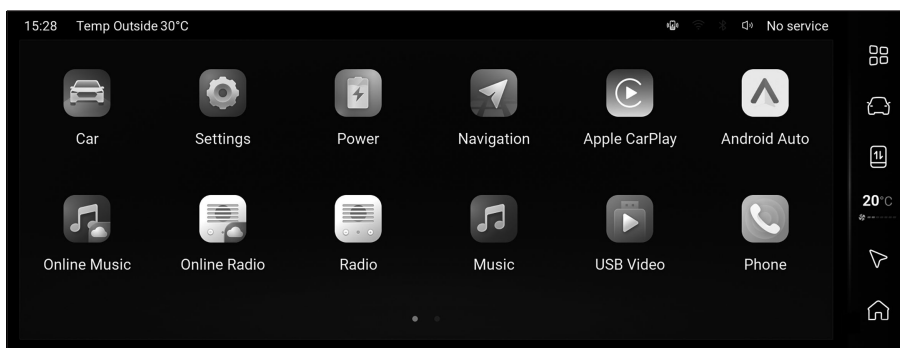 15:28 Temp Outside 30°C No service
Car Settings Power Navigation Apple CarPlay Android Auto
20°C
Online Music Online Radio Radio Music USB Video Phone